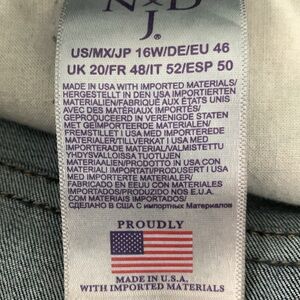 NYDJ
J.®
US/MX/JP 16W/DE/EU 46
UK 20/FR 48/IT 52/ESP 50
MADE IN USA WITH IMPORTED MATERIALS/
HERGESTELLT IN DEN USA IMPORTIERTEN
MATERIALIEN/FABRIQUÉ AUX ÉTATS UNIS
AVEC DES MATÉRIAUX IMPORTÉS/
GEPRODUCEERD IN VERENIGDE STATEN
MET GEÏMPORTEERDE MATERIALEN/
FREMSTILLET I USA MED IMPORTEREDE
MATERIALER/TILLVERKAT I USA MED
IMPORTERADE MATERIAL/VALMISTETTU
YHDYSVALLOISSA TUOTUJEN
MATERIAALIEN/PRODOTTO IN USA DA
MATERIALI IMPORTATI/PRODUSERT I USA
MED IMPORTERTE MATERIALER/
FABRICADO EN EEUU CON MATERIALES
IMPORTADOS/PRODUZIDO NOS E.U.A.
COM MATERIAIS IMPORTADOS/
СДЕЛАНО В США С импортных Материалов
PROUDLY
MADE IN U.S.A.
WITH IMPORTED MATERIALS